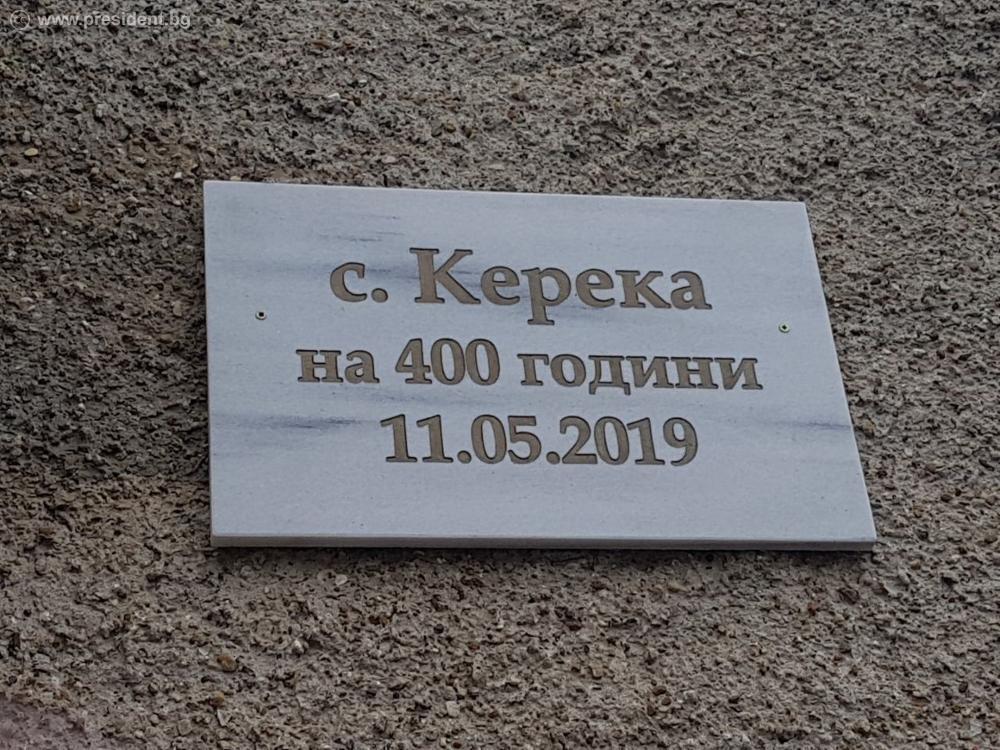 © www.president.bg
с. Керека
на 400 години
11.05.2019